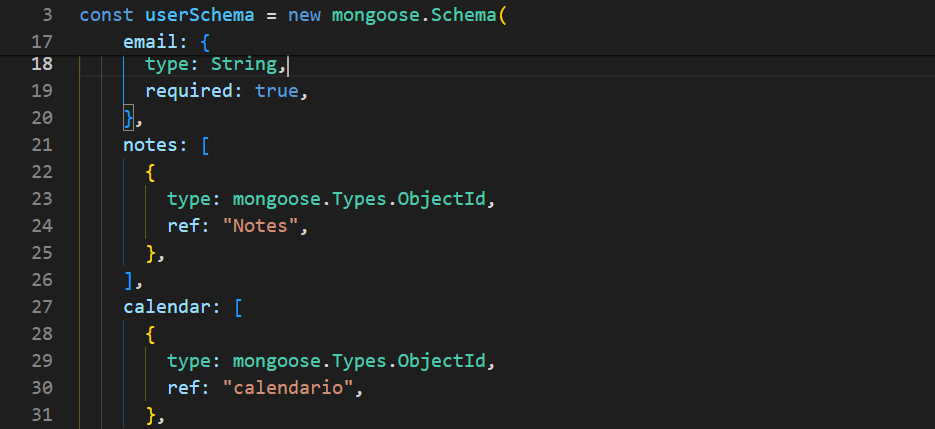 3 const userSchema = new mongoose.Schema(
17 email: {
18 type: String,
19 required: true,
20 },
21 notes: [
22 {
23 type: mongoose.Types.ObjectId,
24 ref: "Notes",
25 },
26 ],
27 calendar: [
28 {
29 type: mongoose.Types.ObjectId,
30 ref: "calendario",
31 },